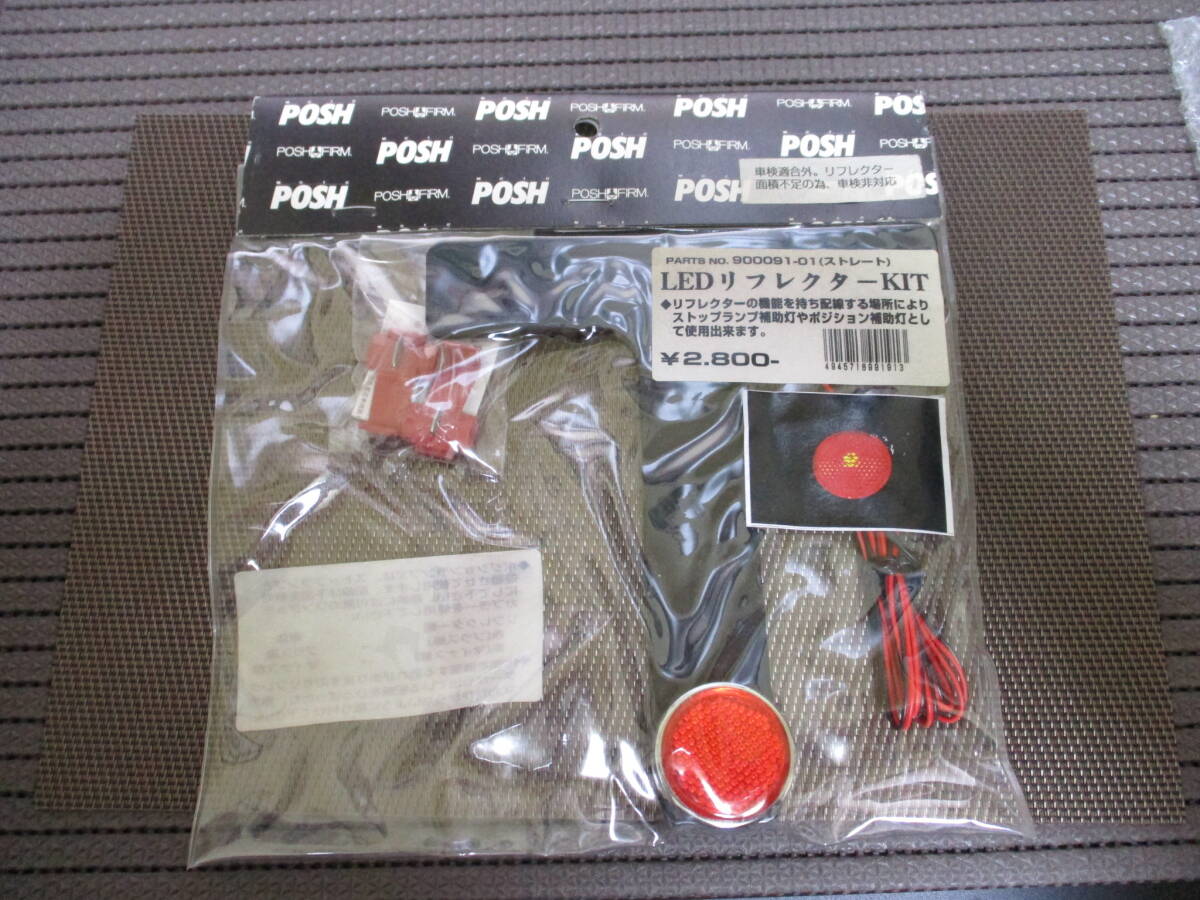 POSH POSH FIRM. POSH POSH FIRM. POSH POSH FIRM. POS
POSH FIRM. POSH POSH FIRM. POSH POSH FIRM. POSH POSH
POSH POSH FIRM. POSH POSH FIRM. POSH OS
車検適合外。リフレクター
面積不足の為、車検非対応
PARTS NO. 900091-01(ストレート)
LEDリフレクターKIT
◆リフレクターの機能を持ち配線する場所により
ストップランプ補助灯やポジション補助灯とし
て使用出来ます。
¥2.800-
4945716991913